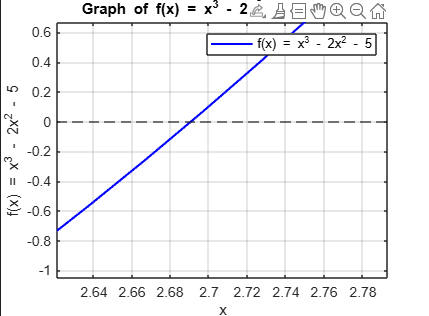 Graph of f(x) = x³ - 2
f(x) = x³ - 2x² - 5
0.6
0.4
0.2
0
-0.2
-0.4
-0.6
-0.8
-1
f(x) = x³ - 2x² - 5
2.64 2.66 2.68 2.7 2.72 2.74 2.76 2.78
x